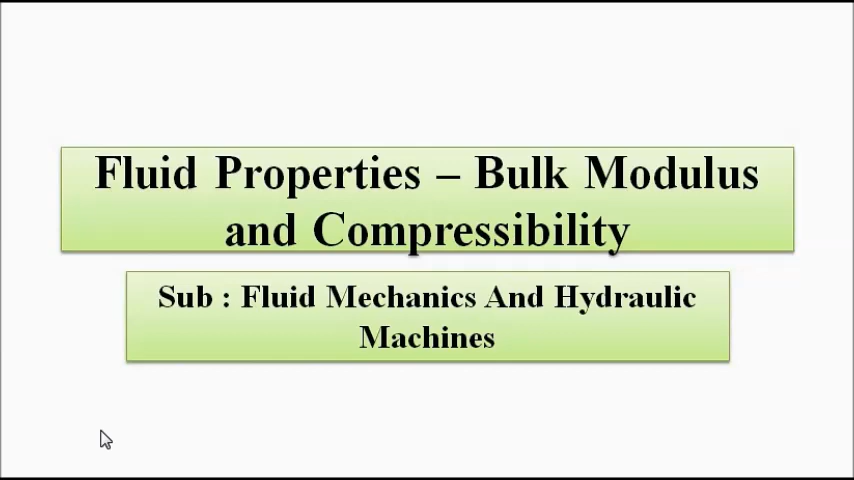 Fluid Properties – Bulk Modulus
and Compressibility
Sub : Fluid Mechanics And Hydraulic
Machines